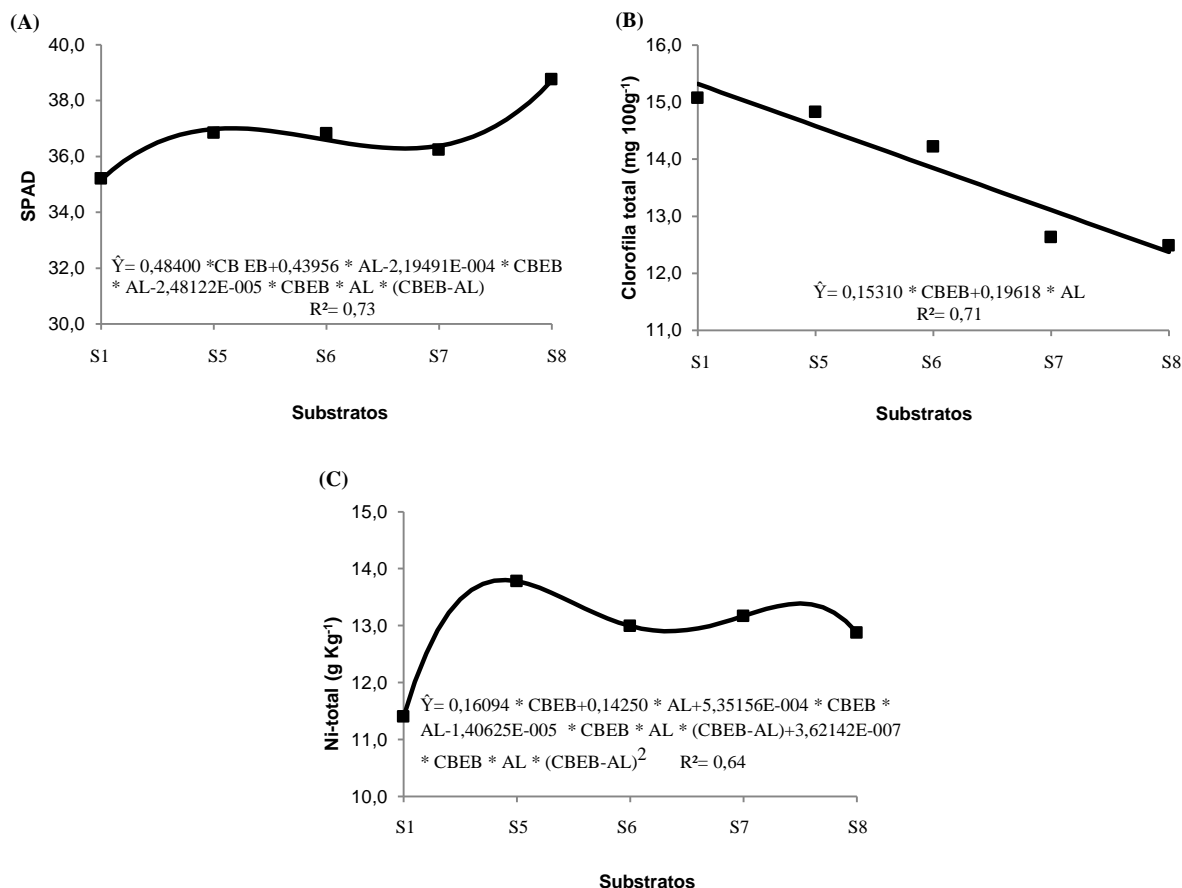 (A)
40,0
38,0
36,0
34,0
32,0
30,0
SPAD
Ŷ= 0,48400 *CB EB+0,43956 * AL-2,19491E-004 * CBEB
* AL-2,48122E-005 * CBEB * AL * (CBEB-AL)
R²= 0,73
S1 S5 S6 S7 S8
Substratos
(B)
16,0
15,0
14,0
13,0
12,0
11,0
Clorofila total (mg 100g⁻¹)
Ŷ= 0,15310 * CBEB+0,19618 * AL
R²= 0,71
S1 S5 S6 S7 S8
Substratos
(C)
15,0
14,0
13,0
12,0
11,0
10,0
Ni-total (g Kg⁻¹)
Ŷ= 0,16094 * CBEB+0,14250 * AL+5,35156E-004 * CBEB *
AL-1,40625E-005 * CBEB * AL * (CBEB-AL)+3,62142E-007
* CBEB * AL * (CBEB-AL)² R²= 0,64
S1 S5 S6 S7 S8
Substratos